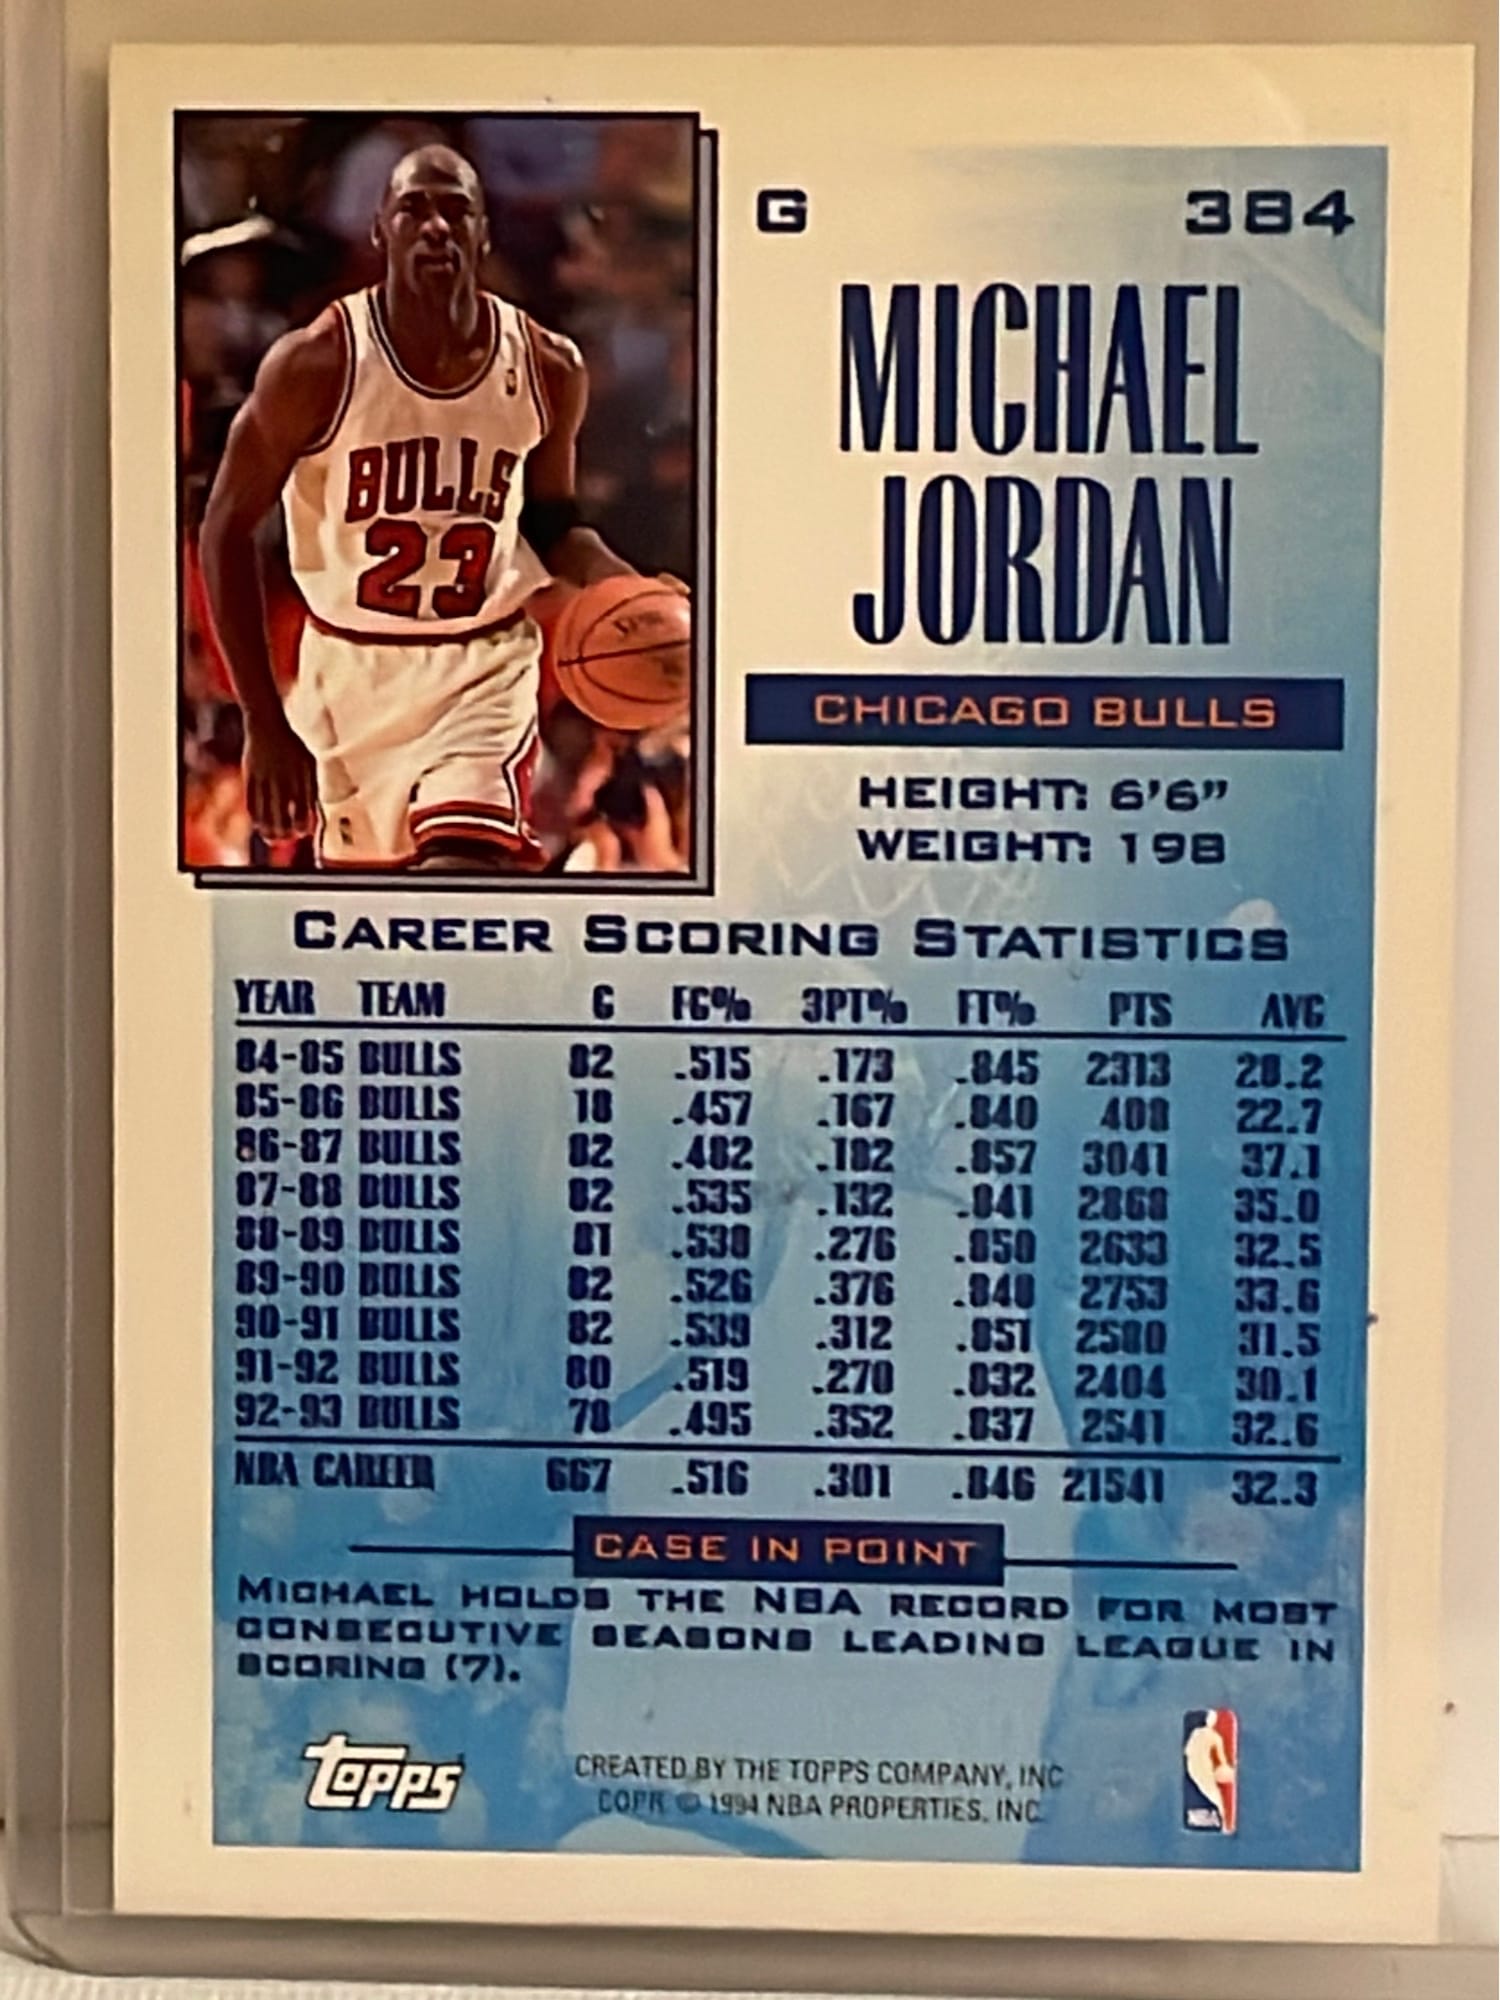 BULLS
23
G 384
MICHAEL
JORDAN
CHICAGO BULLS
HEIGHT: 6'6"
WEIGHT: 198
CAREER SCORING STATISTICS
YEAR TEAM G FG% 3PT% FT% PTS AVG
84-85 BULLS 82 .515 .173 .845 2313 28.2
85-86 BULLS 18 .457 .167 .840 408 22.7
86-87 BULLS 82 .482 .182 .857 3041 37.1
87-88 BULLS 82 .535 .132 .841 2868 35.0
88-89 BULLS 81 .538 .276 .850 2633 32.5
89-90 BULLS 82 .526 .376 .848 2753 33.6
90-91 BULLS 82 .539 .312 .851 2580 31.5
91-92 BULLS 80 .519 .270 .832 2404 30.1
92-93 BULLS 78 .495 .352 .837 2541 32.6
NBA CAREER 667 .516 .301 .846 21541 32.3
CASE IN POINT
MICHAEL HOLDS THE NBA RECORD FOR MOST
CONSECUTIVE SEASONS LEADING LEAGUE IN
SCORING (7).
topps
CREATED BY THE TOPPS COMPANY, INC
COPR. © 1994 NBA PROPERTIES, INC.
NBA